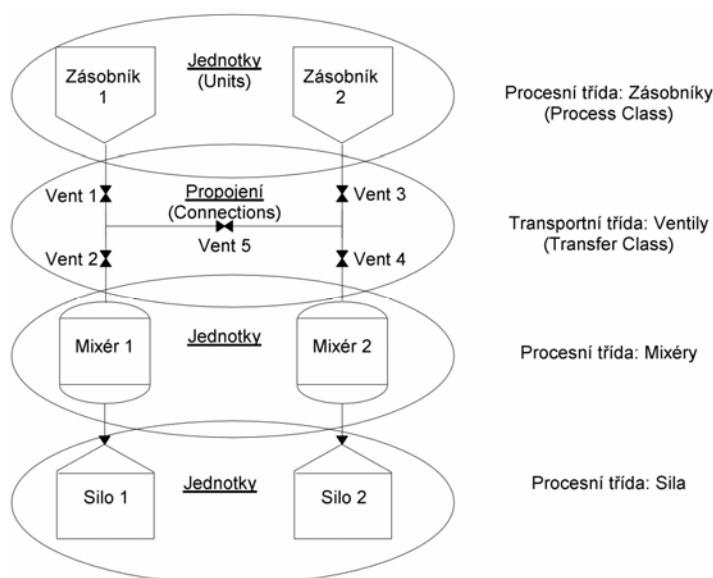 Zásobník
1
Jednotky
(Units)
Zásobník
2
Procesní třída: Zásobníky
(Process Class)
Vent 1
Propojení
(Connections)
Vent 3
Vent 5
Vent 2
Vent 4
Transportní třída: Ventily
(Transfer Class)
Mixér 1
Jednotky
Mixér 2
Procesní třída: Mixéry
Silo 1
Jednotky
Silo 2
Procesní třída: Sila